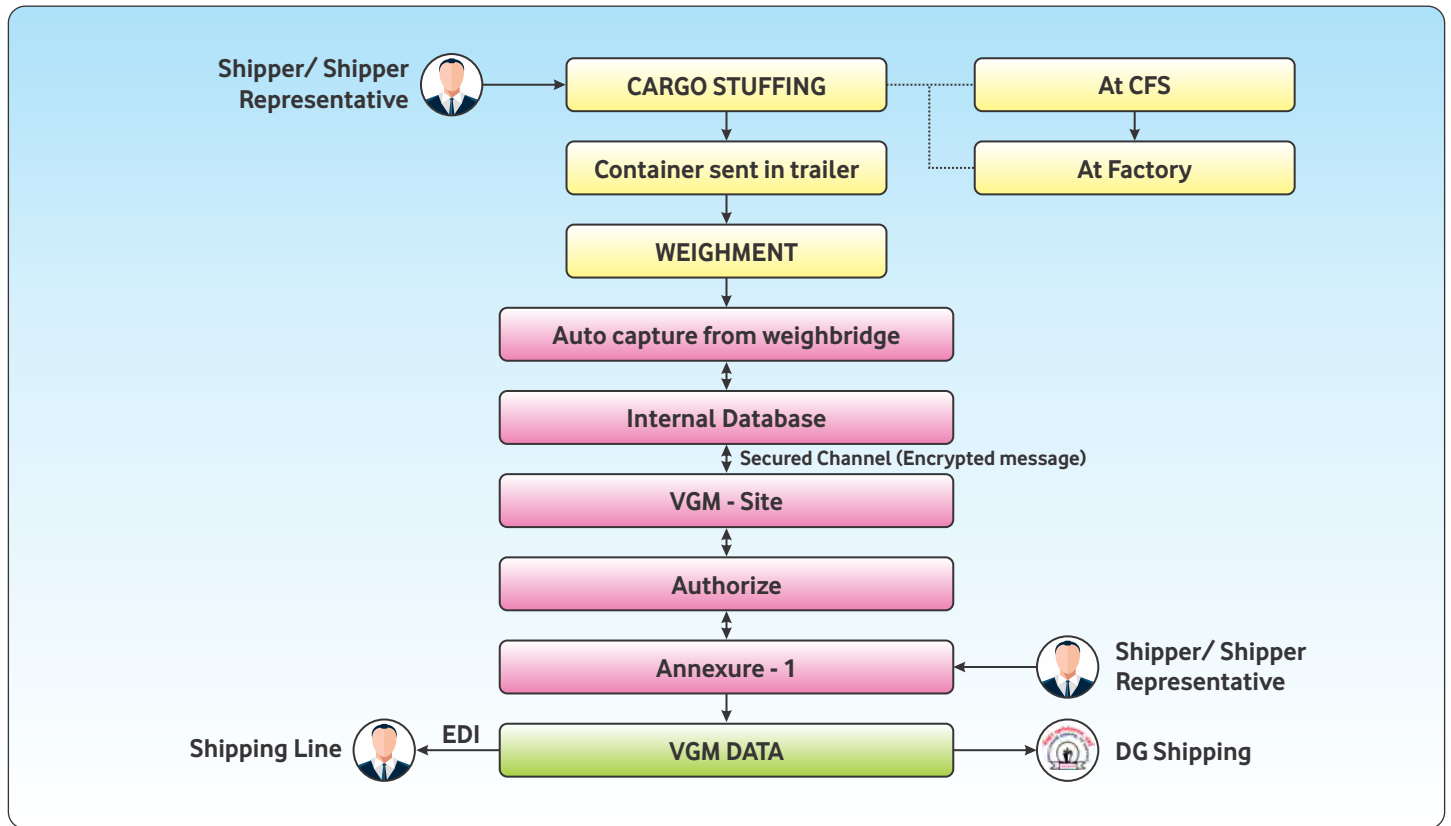 Shipper/ Shipper
Representative
CARGO STUFFING
At CFS
Container sent in trailer
At Factory
WEIGHMENT
Auto capture from weighbridge
Internal Database
Secured Channel (Encrypted message)
VGM - Site
Authorize
Annexure - 1
Shipper/ Shipper
Representative
Shipping Line
EDI
VGM DATA
DG Shipping